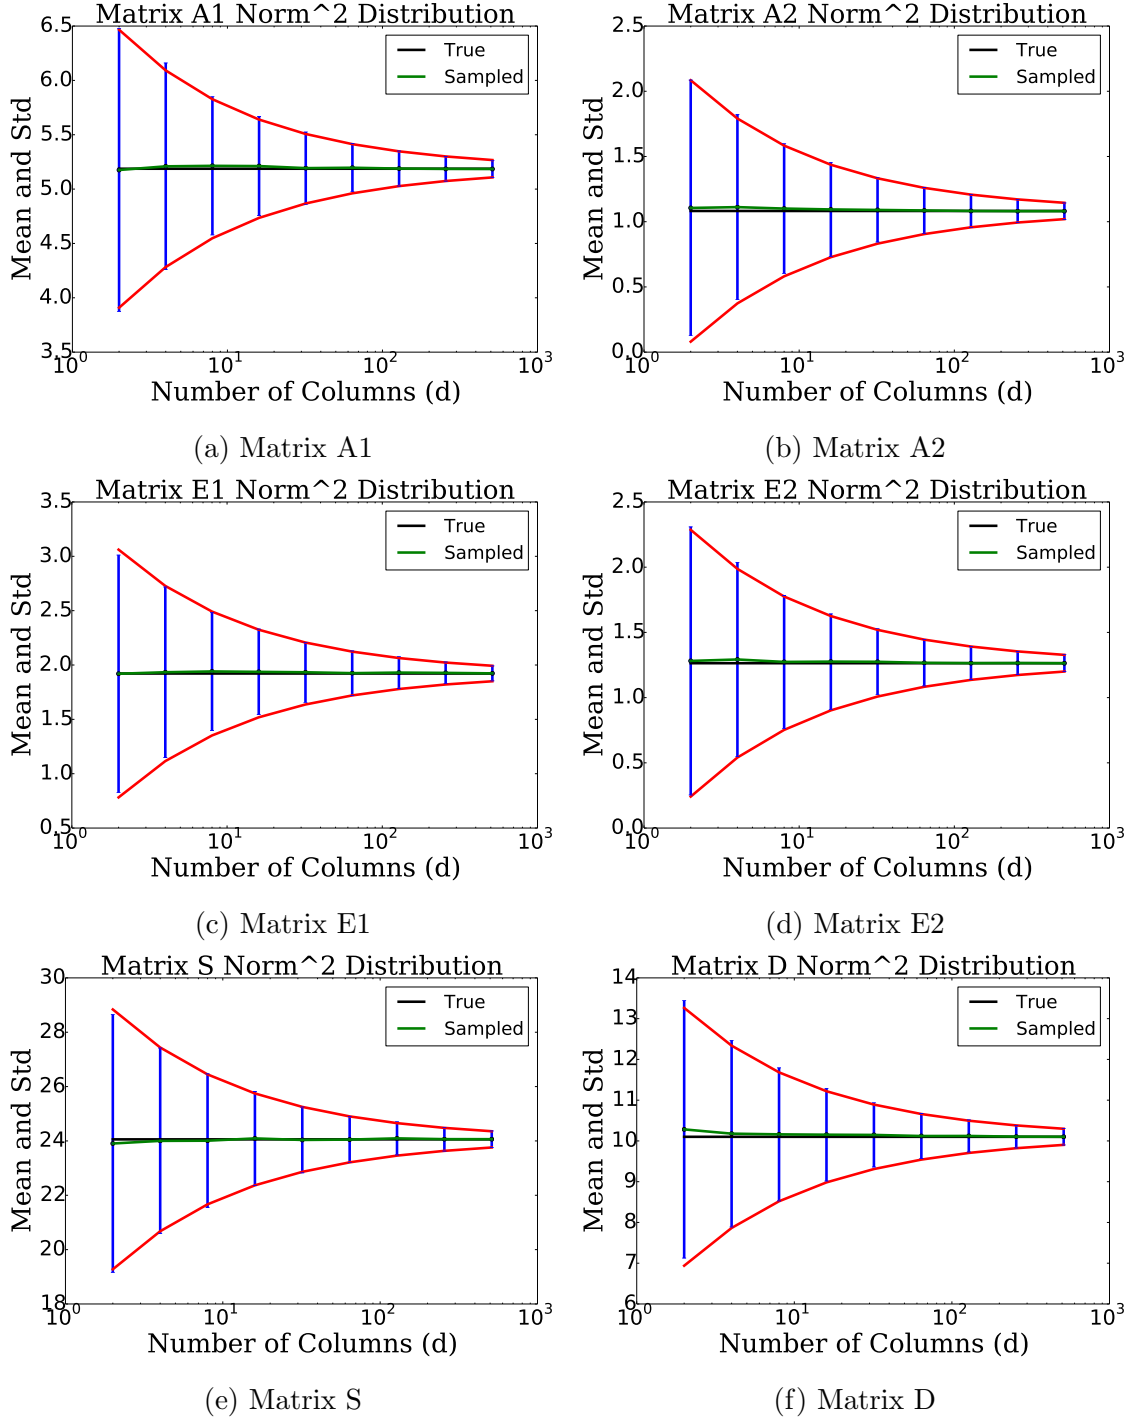 Matrix A1 Norm^2 Distribution
Mean and Std
6.5
6.0
5.5
5.0
4.5
4.0
3.5
True
Sampled
10^0 10^1 10^2 10^3
Number of Columns (d)
(a) Matrix A1
Matrix A2 Norm^2 Distribution
Mean and Std
2.5
2.0
1.5
1.0
0.5
0.0
True
Sampled
10^0 10^1 10^2 10^3
Number of Columns (d)
(b) Matrix A2
Matrix E1 Norm^2 Distribution
Mean and Std
3.5
3.0
2.5
2.0
1.5
1.0
0.5
True
Sampled
10^0 10^1 10^2 10^3
Number of Columns (d)
(c) Matrix E1
Matrix E2 Norm^2 Distribution
Mean and Std
2.5
2.0
1.5
1.0
0.5
0.0
True
Sampled
10^0 10^1 10^2 10^3
Number of Columns (d)
(d) Matrix E2
Matrix S Norm^2 Distribution
Mean and Std
30
28
26
24
22
20
18
True
Sampled
10^0 10^1 10^2 10^3
Number of Columns (d)
(e) Matrix S
Matrix D Norm^2 Distribution
Mean and Std
14
13
12
11
10
9
8
7
6
True
Sampled
10^0 10^1 10^2 10^3
Number of Columns (d)
(f) Matrix D